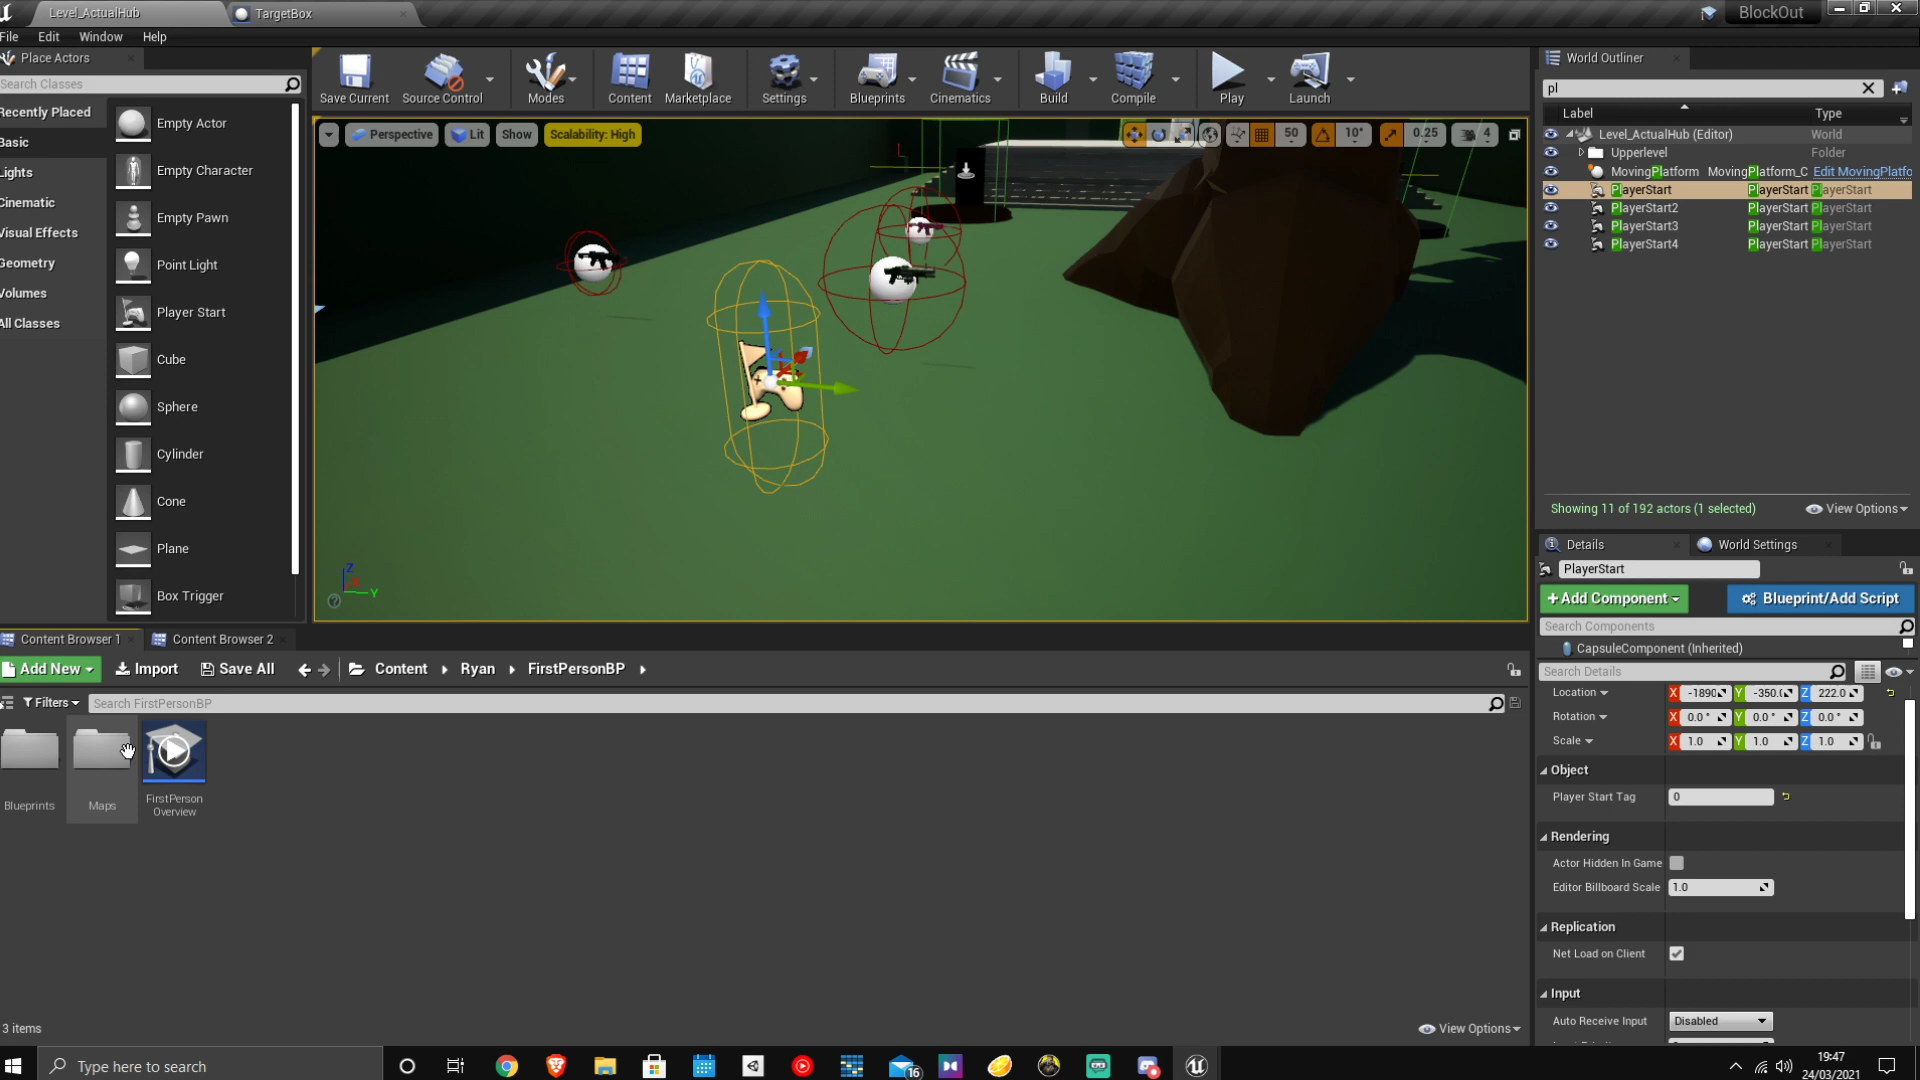 Level_ActualHub
TargetBox
BlockOut
File
Edit
Window
Help
Place Actors
Search Classes
Recently Placed
Basic
Lights
Cinematic
Visual Effects
Geometry
Volumes
All Classes
Empty Actor
Empty Character
Empty Pawn
Point Light
Player Start
Cube
Sphere
Cylinder
Cone
Plane
Box Trigger
Save Current
Source Control
Modes
Content
Marketplace
Settings
Blueprints
Cinematics
Build
Compile
Play
Launch
Perspective
Lit
Show
Scalability: High
50
10°
0.25
4
Z
Y
World Outliner
pl
Label
Type
Level_ActualHub (Editor)
World
Upperlevel
Folder
MovingPlatform
MovingPlatform_C
Edit MovingPlatfo
PlayerStart
PlayerStart
PlayerStart
PlayerStart2
PlayerStart
PlayerStart
PlayerStart3
PlayerStart
PlayerStart
PlayerStart4
PlayerStart
PlayerStart
Showing 11 of 192 actors (1 selected)
View Options
Details
World Settings
PlayerStart
+Add Component
Blueprint/Add Script
Search Components
CapsuleComponent (Inherited)
Search Details
Location
X
-1890
Y
-350.(
Z
222.0
Rotation
X
0.0 °
Y
0.0 °
Z
0.0 °
Scale
X
1.0
Y
1.0
Z
1.0
Object
Player Start Tag
0
Rendering
Actor Hidden In Game
Editor Billboard Scale
1.0
Replication
Net Load on Client
Input
Auto Receive Input
Disabled
Content Browser 1
Content Browser 2
Add New
Import
Save All
Content
Ryan
FirstPersonBP
Filters
Search FirstPersonBP
Blueprints
Maps
FirstPerson
Overview
3 items
View Options
Type here to search
16
19:47
24/03/2021